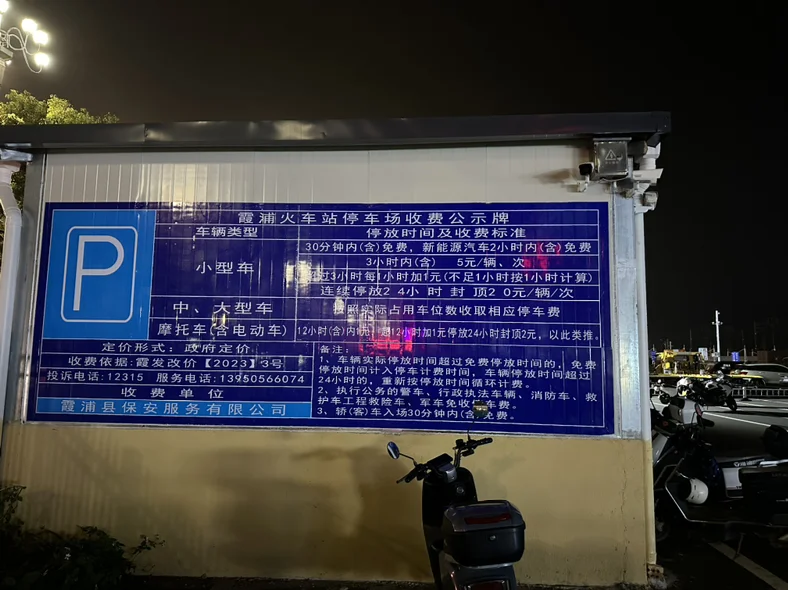 霞浦火车站停车场收费公示牌
P
车辆类型 停放时间及收费标准
小型车
30分钟内(含)免费，新能源汽车2小时内(含)免费
3小时内(含) 5元/辆、次
超过3小时每1小时加1元(不足1小时按1小时计算)
连续停放24小时封顶20元/辆/次
中、大型车 按照实际占用车位数收取相应停车费
摩托车(含电动车) 12小时(含)内1元，超12小时加1元停放24小时封顶2元，以此类推。
定价形式：政府定价
收费依据：霞发改价【2023】3号
投诉电话：12315 服务电话：13950566074
收费单位
霞浦县保安服务有限公司
备注：
1、车辆实际停放时间超过免费停放时间的，免费
停放时间计入停车计费时间，车辆停放时间超过
24小时的，重新按停放时间循环计费。
2、执行公务的警车、行政执法车辆、消防车、救
护车工程救险车、军车免收停车费。
3、轿(客)车入场30分钟内(含)免费。